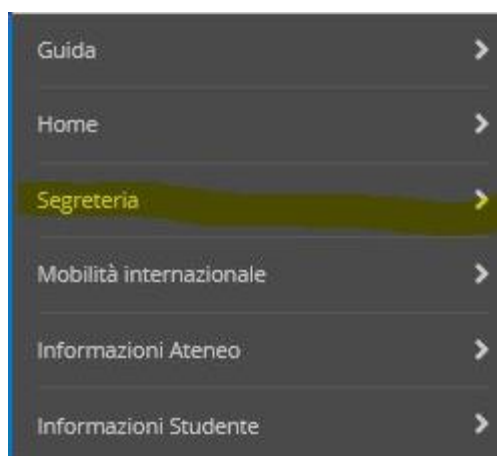 Guida
Home
Segreteria
Mobilità internazionale
Informazioni Ateneo
Informazioni Studente